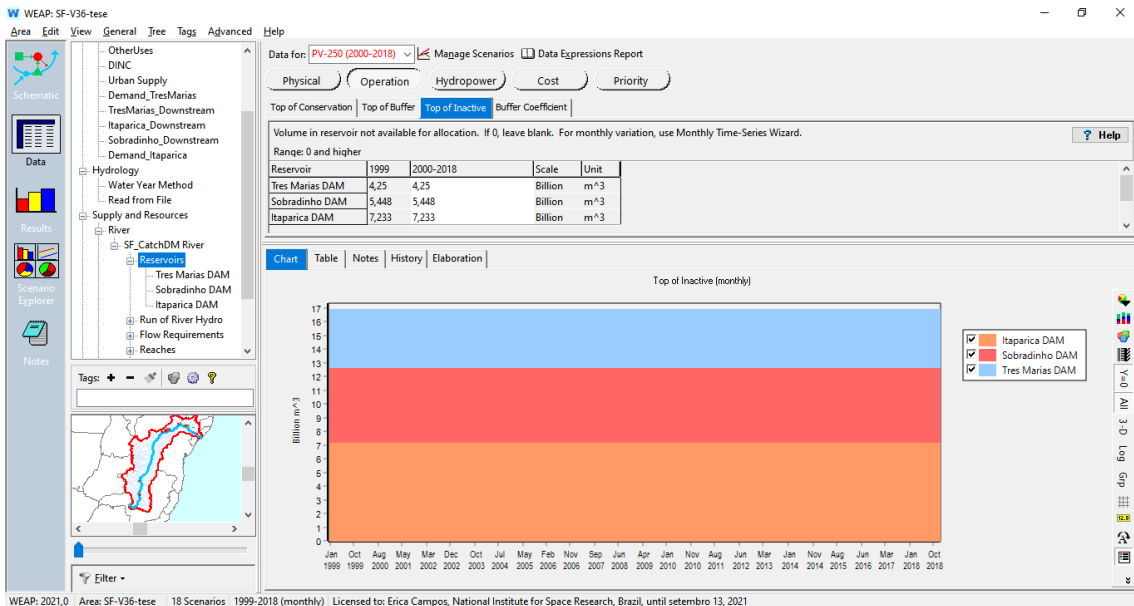 WEAP: SF-V36-tese
Area Edit View General Tree Tags Advanced Help
Schematic
Data
Results
Scenario Explorer
Notes
OtherUses
DINC
Urban Supply
Demand_TresMarias
TresMarias_Downstream
Itaparica_Downstream
Sobradinho_Downstream
Demand_Itaparica
Hydrology
Water Year Method
Read from File
Supply and Resources
River
SF_CatchDM River
Reservoirs
Tres Marias DAM
Sobradinho DAM
Itaparica DAM
Run of River Hydro
Flow Requirements
Reaches
Tags:
Filter
Data for: PV-250 (2000-2018) Manage Scenarios Data Expressions Report
Physical Operation Hydropower Cost Priority
Top of Conservation Top of Buffer Top of Inactive Buffer Coefficient
Volume in reservoir not available for allocation. If 0, leave blank. For monthly variation, use Monthly Time-Series Wizard.
? Help
Range: 0 and higher
Reservoir 1999 2000-2018 Scale Unit
Tres Marias DAM 4,25 4,25 Billion m^3
Sobradinho DAM 5,448 5,448 Billion m^3
Itaparica DAM 7,233 7,233 Billion m^3
Chart Table Notes History Elaboration
Top of Inactive (monthly)
Billion m^3
17
16
15
14
13
12
11
10
9
8
7
6
5
4
3
2
1
0
Jan Oct Aug May Mar Dec Oct Jul May Feb Nov Sep Jun Apr Jan Nov Aug Jun Mar Jan Nov Aug Jun Mar Jan Oct
1999 1999 2000 2001 2002 2002 2003 2004 2005 2006 2006 2007 2008 2009 2010 2010 2011 2012 2013 2014 2014 2015 2016 2017 2018 2018
Itaparica DAM
Sobradinho DAM
Tres Marias DAM
Y=0
All
3-D
Log
Grp
12.5
WEAP: 2021,0 Area: SF-V36-tese 18 Scenarios 1999-2018 (monthly) Licensed to: Erica Campos, National Institute for Space Research, Brazil, until setembro 13, 2021